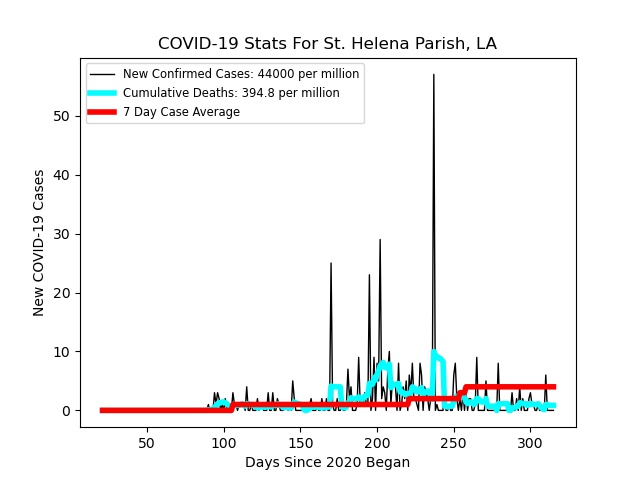 COVID-19 Stats For St. Helena Parish, LA
New Confirmed Cases: 44000 per million
Cumulative Deaths: 394.8 per million
7 Day Case Average
New COVID-19 Cases
50
40
30
20
10
0
50 100 150 200 250 300
Days Since 2020 Began